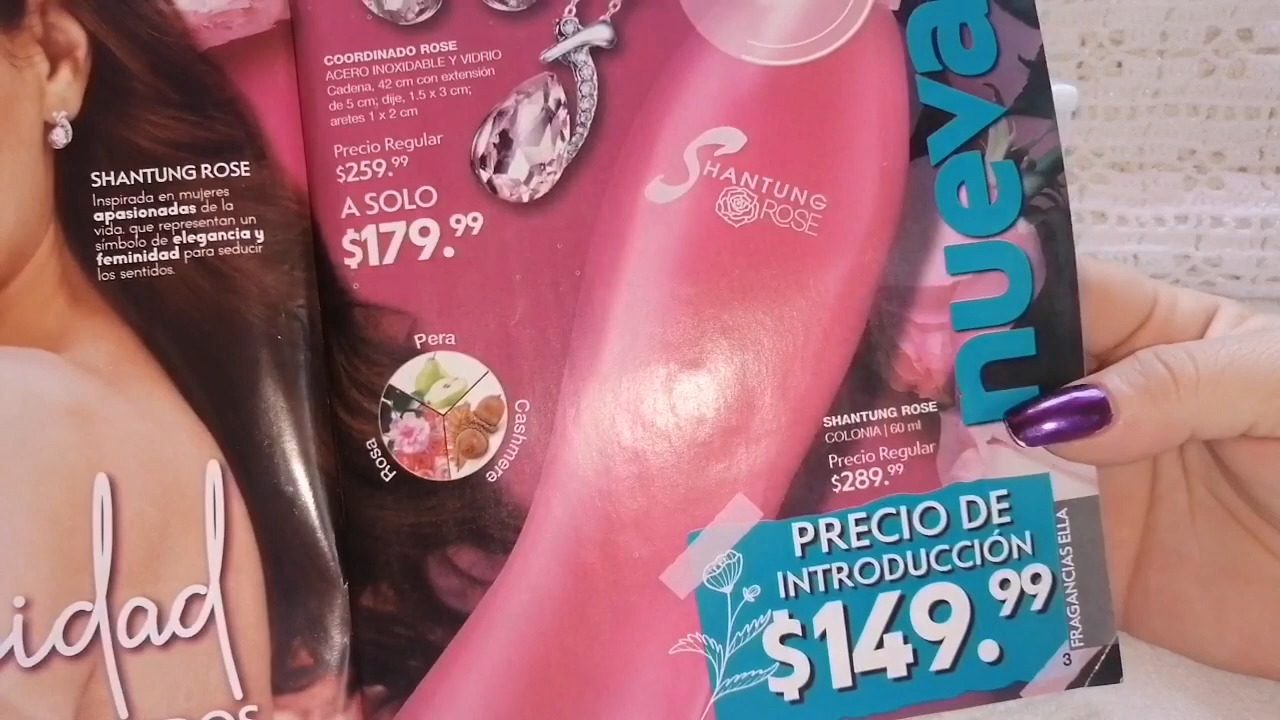 SHANTUNG ROSE
Inspirada en mujeres
apasionadas de la
vida, que representan un
símbolo de elegancia y
feminidad para seducir
los sentidos.
idad
COORDINADO ROSE
ACERO INOXIDABLE Y VIDRIO
Cadena, 42 cm con extensión
de 5 cm; dije, 1.5 x 3 cm;
aretes 1 x 2 cm
Precio Regular
$259.99
A SOLO
$179.99
Pera
Rosa
Cashmere
SHANTUNG
ROSE
nueva
SHANTUNG ROSE
COLONIA | 60 ml
Precio Regular
$289.99
PRECIO DE
INTRODUCCIÓN
$149.99
3 FRAGANCIAS ELLA